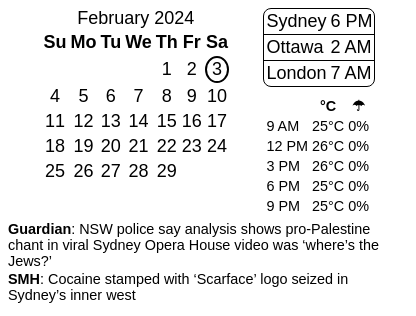 February 2024
Su Mo Tu We Th Fr Sa
1 2 3
4 5 6 7 8 9 10
11 12 13 14 15 16 17
18 19 20 21 22 23 24
25 26 27 28 29
Sydney 6 PM
Ottawa 2 AM
London 7 AM
°C ☂
9 AM 25°C 0%
12 PM 26°C 0%
3 PM 26°C 0%
6 PM 25°C 0%
9 PM 25°C 0%
Guardian: NSW police say analysis shows pro-Palestine
chant in viral Sydney Opera House video was ‘where’s the
Jews?’
SMH: Cocaine stamped with ‘Scarface’ logo seized in
Sydney’s inner west